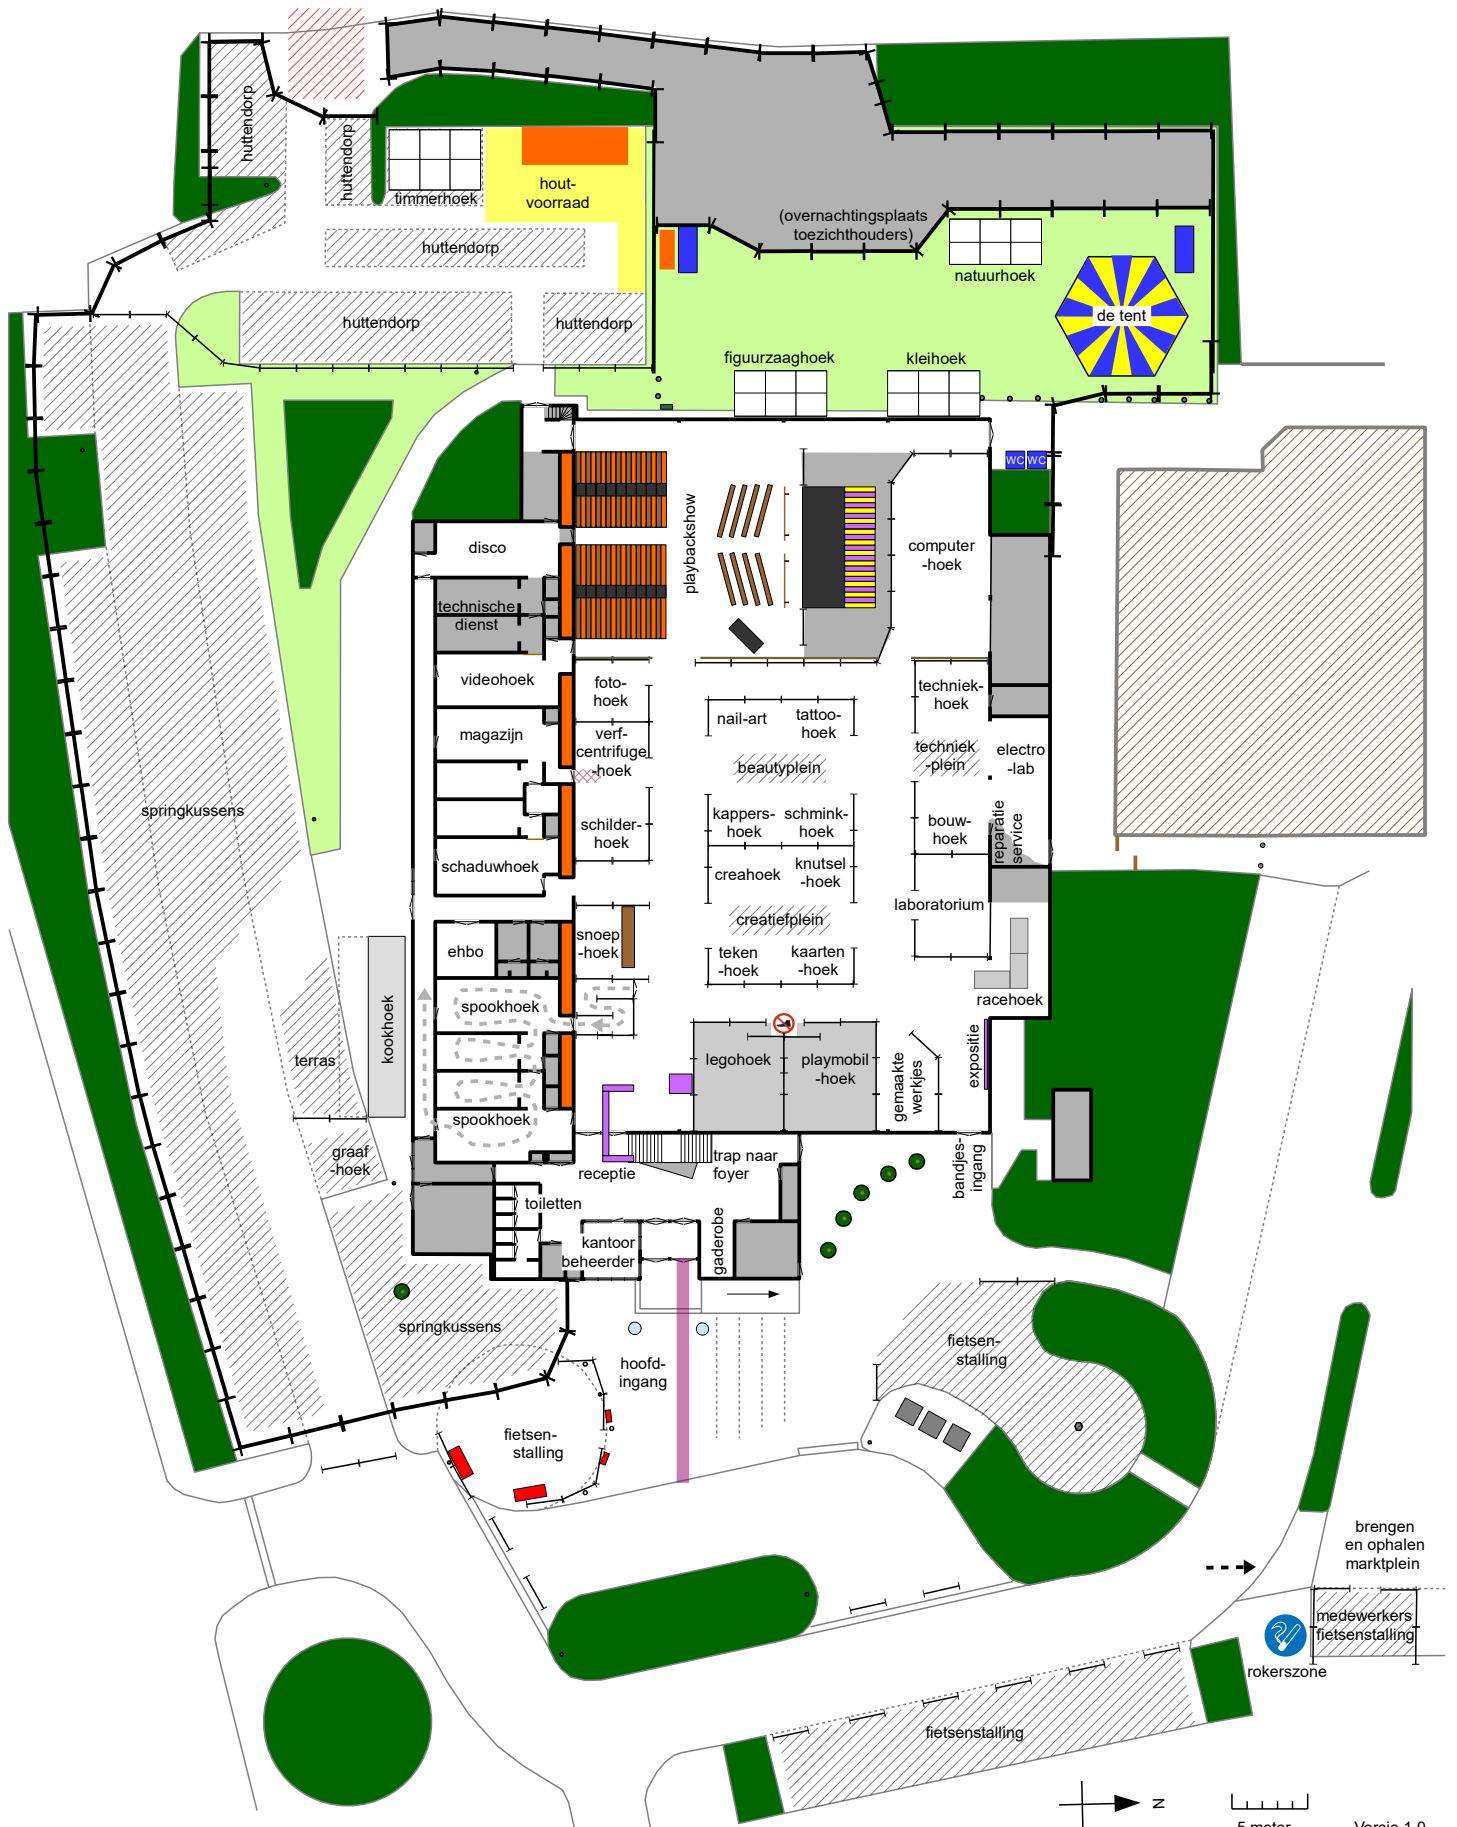 huttendorp
huttendorp
timmerhoek
hout-
voorraad
huttendorp
huttendorp
huttendorp
(overnachtingsplaats
toezichthouders)
natuurhoek
de tent
figuurzaaghoek
kleihoek
WC
WC
disco
technische
dienst
videohoek
magazijn
schaduwhoek
ehbo
spookhoek
spookhoek
playbackshow
computer
-hoek
foto-
hoek
verf-
centrifuge
-hoek
schilder-
hoek
snoep
-hoek
nail-art
tattoo-
hoek
beautyplein
kappers-
hoek
schmink-
hoek
creahoek
knutsel
-hoek
creatiefplein
teken
-hoek
kaarten
-hoek
techniek-
hoek
techniek
-plein
electro
-lab
bouw-
hoek
reparatie
service
laboratorium
racehoek
legohoek
playmobil
-hoek
gemaakte
werkjes
expositie
bandjes-
ingang
springkussens
kookhoek
terras
graaf
-hoek
receptie
trap naar
foyer
toiletten
kantoor
beheerder
gaderobe
springkussens
hoofd-
ingang
fietsen-
stalling
fietsen-
stalling
brengen
en ophalen
marktplein
medewerkers
fietsenstalling
rokerszone
fietsenstalling
N
5 meter
Versie 1.0